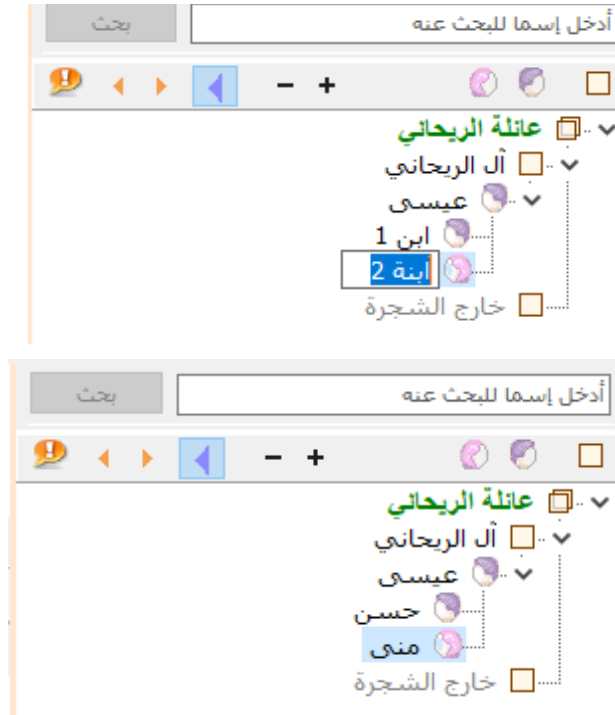 أدخل إسما للبحث عنه بحث
عائلة الريحاني
آل الريحاني
عيسى
ابن 1
ابنة 2
خارج الشجرة
أدخل إسما للبحث عنه بحث
عائلة الريحاني
آل الريحاني
عيسى
حسن
منى
خارج الشجرة